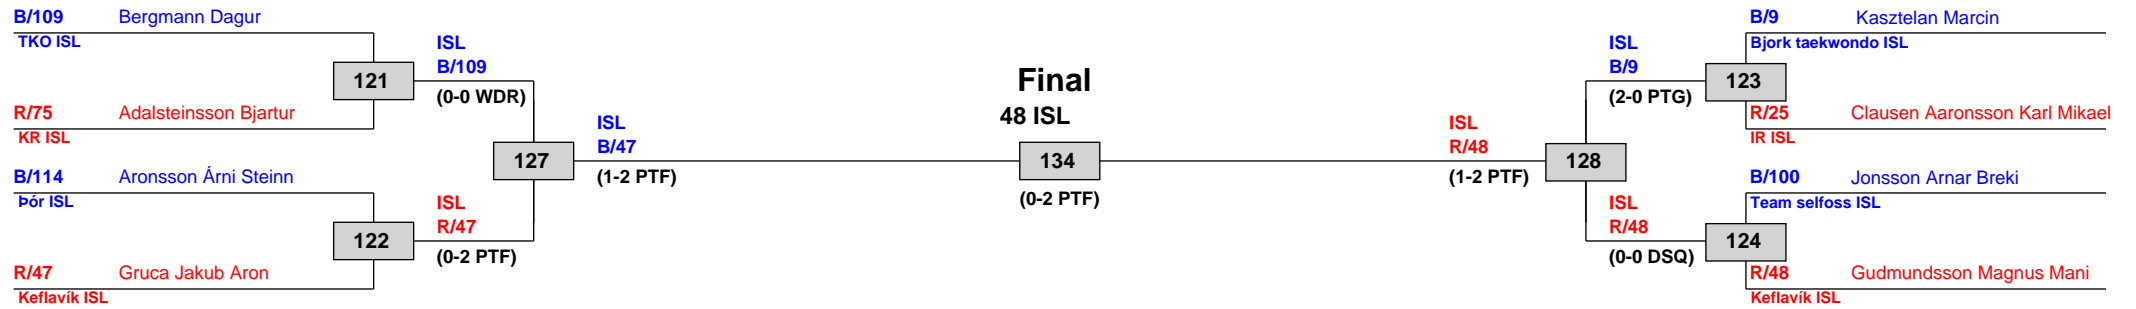 B/109 Bergmann Dagur
TKO ISL
ISL
B/109
121
(0-0 WDR)
R/75 Adalsteinsson Bjartur
KR ISL
ISL
B/47
127
(1-2 PTF)
B/114 Aronsson Árni Steinn
Þór ISL
ISL
R/47
122
(0-2 PTF)
R/47 Gruca Jakub Aron
Keflavík ISL
Final
48 ISL
134
(0-2 PTF)
B/9 Kasztelan Marcin
Bjork taekwondo ISL
ISL
B/9
123
(2-0 PTG)
R/25 Clausen Aaronsson Karl Mikael
IR ISL
ISL
R/48
128
(1-2 PTF)
B/100 Jonsson Arnar Breki
Team selfoss ISL
ISL
R/48
124
(0-0 DSQ)
R/48 Gudmundsson Magnus Mani
Keflavík ISL